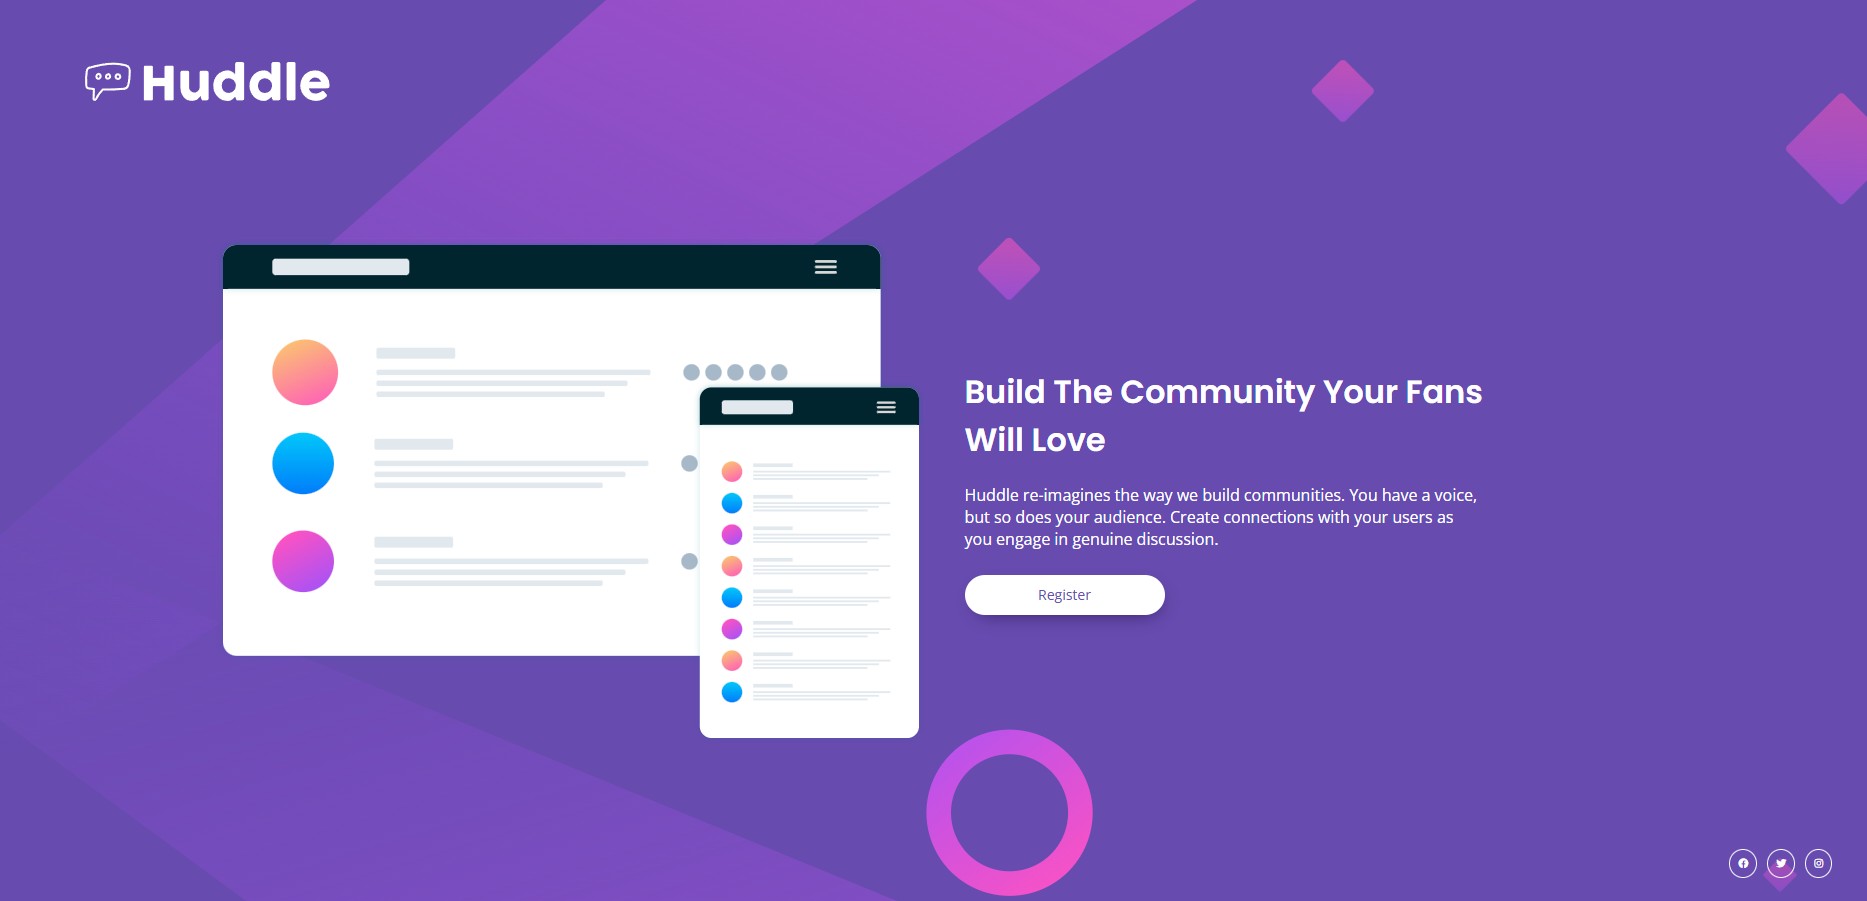 Huddle
Build The Community Your Fans
Will Love
Huddle re-imagines the way we build communities. You have a voice,
but so does your audience. Create connections with your users as
you engage in genuine discussion.
Register